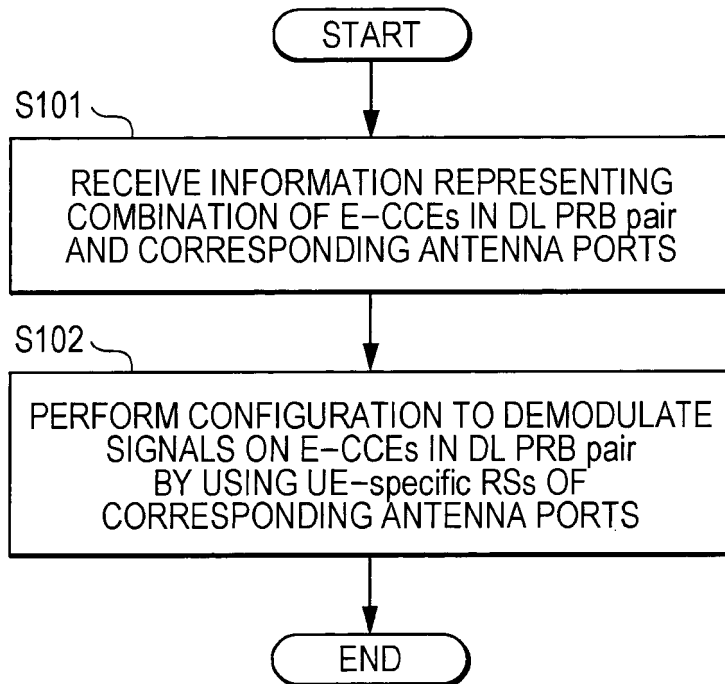 START
S101
RECEIVE INFORMATION REPRESENTING
COMBINATION OF E-CCEs IN DL PRB pair
AND CORRESPONDING ANTENNA PORTS
S102
PERFORM CONFIGURATION TO DEMODULATE
SIGNALS ON E-CCEs IN DL PRB pair
BY USING UE-specific RSs OF
CORRESPONDING ANTENNA PORTS
END